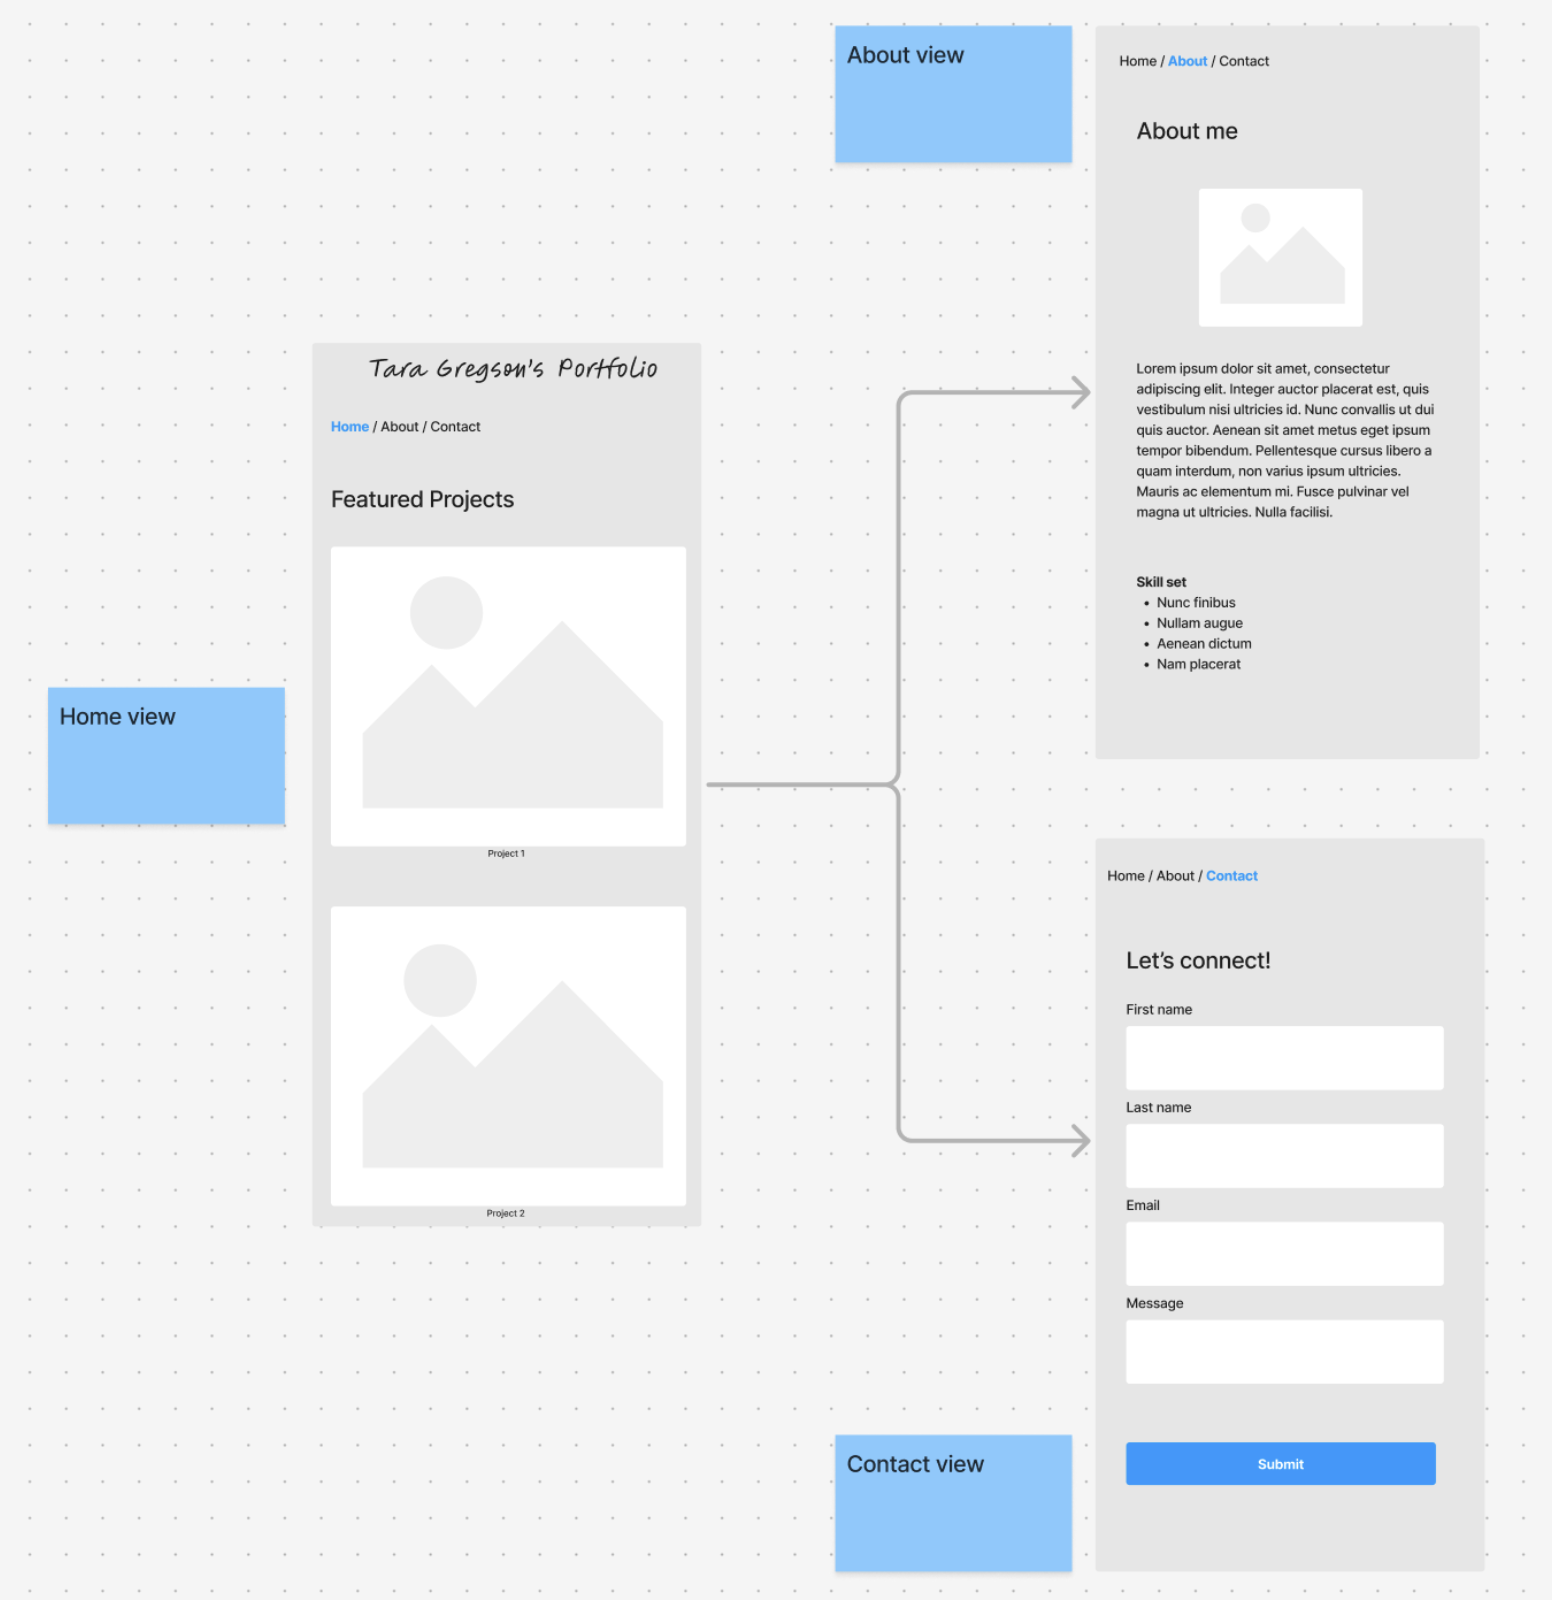 About view
Home / About / Contact
About me
Lorem ipsum dolor sit amet, consectetur
adipiscing elit. Integer auctor placerat est, quis
vestibulum nisi ultricies id. Nunc convallis ut dui
quis auctor. Aenean sit amet metus eget ipsum
tempor bibendum. Pellentesque cursus libero a
quam interdum, non varius ipsum ultricies.
Mauris ac elementum mi. Fusce pulvinar vel
magna ut ultricies. Nulla facilisi.
Skill set
• Nunc finibus
• Nullam augue
• Aenean dictum
• Nam placerat
Home view
Tara Gregson's Portfolio
Home / About / Contact
Featured Projects
Project 1
Project 2
Home / About / Contact
Let’s connect!
First name
Last name
Email
Message
Submit
Contact view